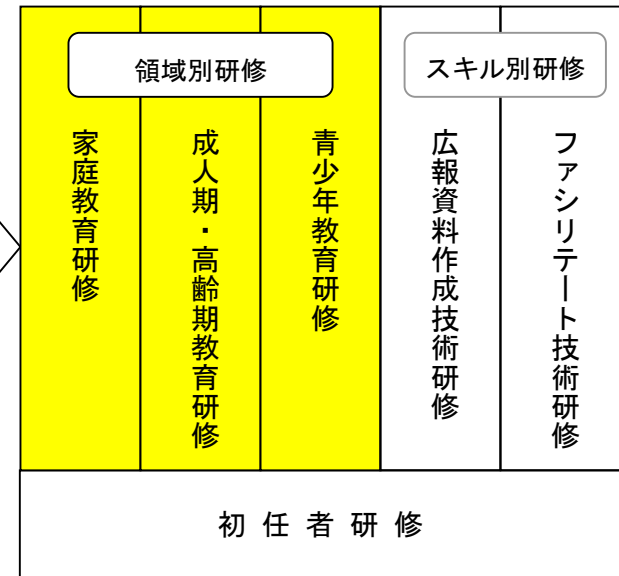 領域別研修
スキル別研修
家庭教育研修
成人期・高齢期教育研修
青少年教育研修
広報資料作成技術研修
ファシリテート技術研修
初任者研修